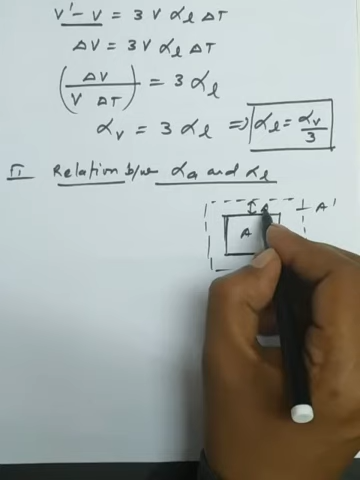 V' - V = 3 V α_l ΔT
ΔV = 3 V α_l ΔT
(ΔV / V ΔT) = 3 α_l
α_v = 3 α_l ⇒ α_l = α_v / 3
II Relation b/w α_a and α_l
A'
A